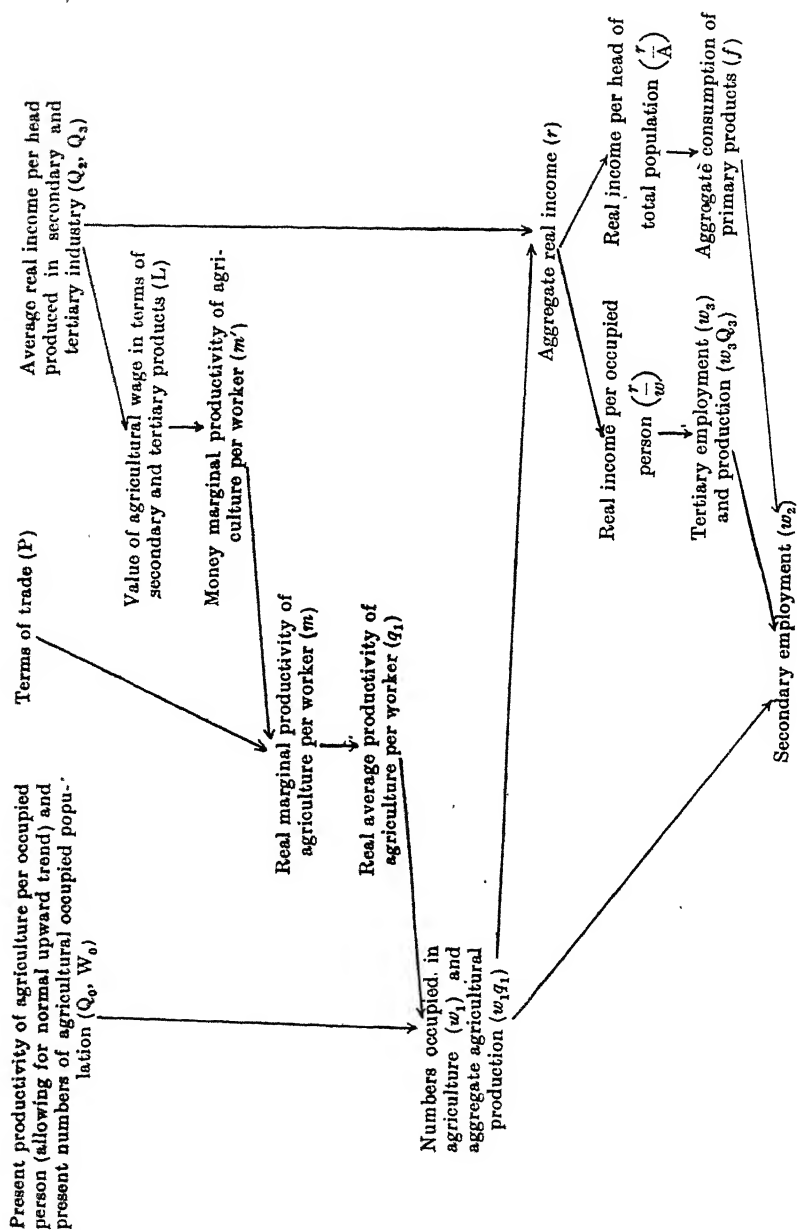 Present productivity of agriculture per occupied
person (allowing for normal upward trend) and
present numbers of agricultural occupied popu-
lation (Q₀, W₀)
Terms of trade (P)
Average real income per head
produced in secondary and
tertiary industry (Q₂, Q₃)
Value of agricultural wage in terms of
secondary and tertiary products (L)
Money marginal productivity of agri-
culture per worker (m′)
Real marginal productivity of
agriculture per worker (m)
Real average productivity of
agriculture per worker (q₁)
Numbers occupied in
agriculture (w₁) and
aggregate agricultural
production (w₁q₁)
Aggregate real income (r)
Real income per occupied
person (r/w)
Real income per head of
total population (r/A)
Tertiary employment (w₃)
and production (w₃Q₃)
Aggregate consumption of
primary products (f)
Secondary employment (w₂)